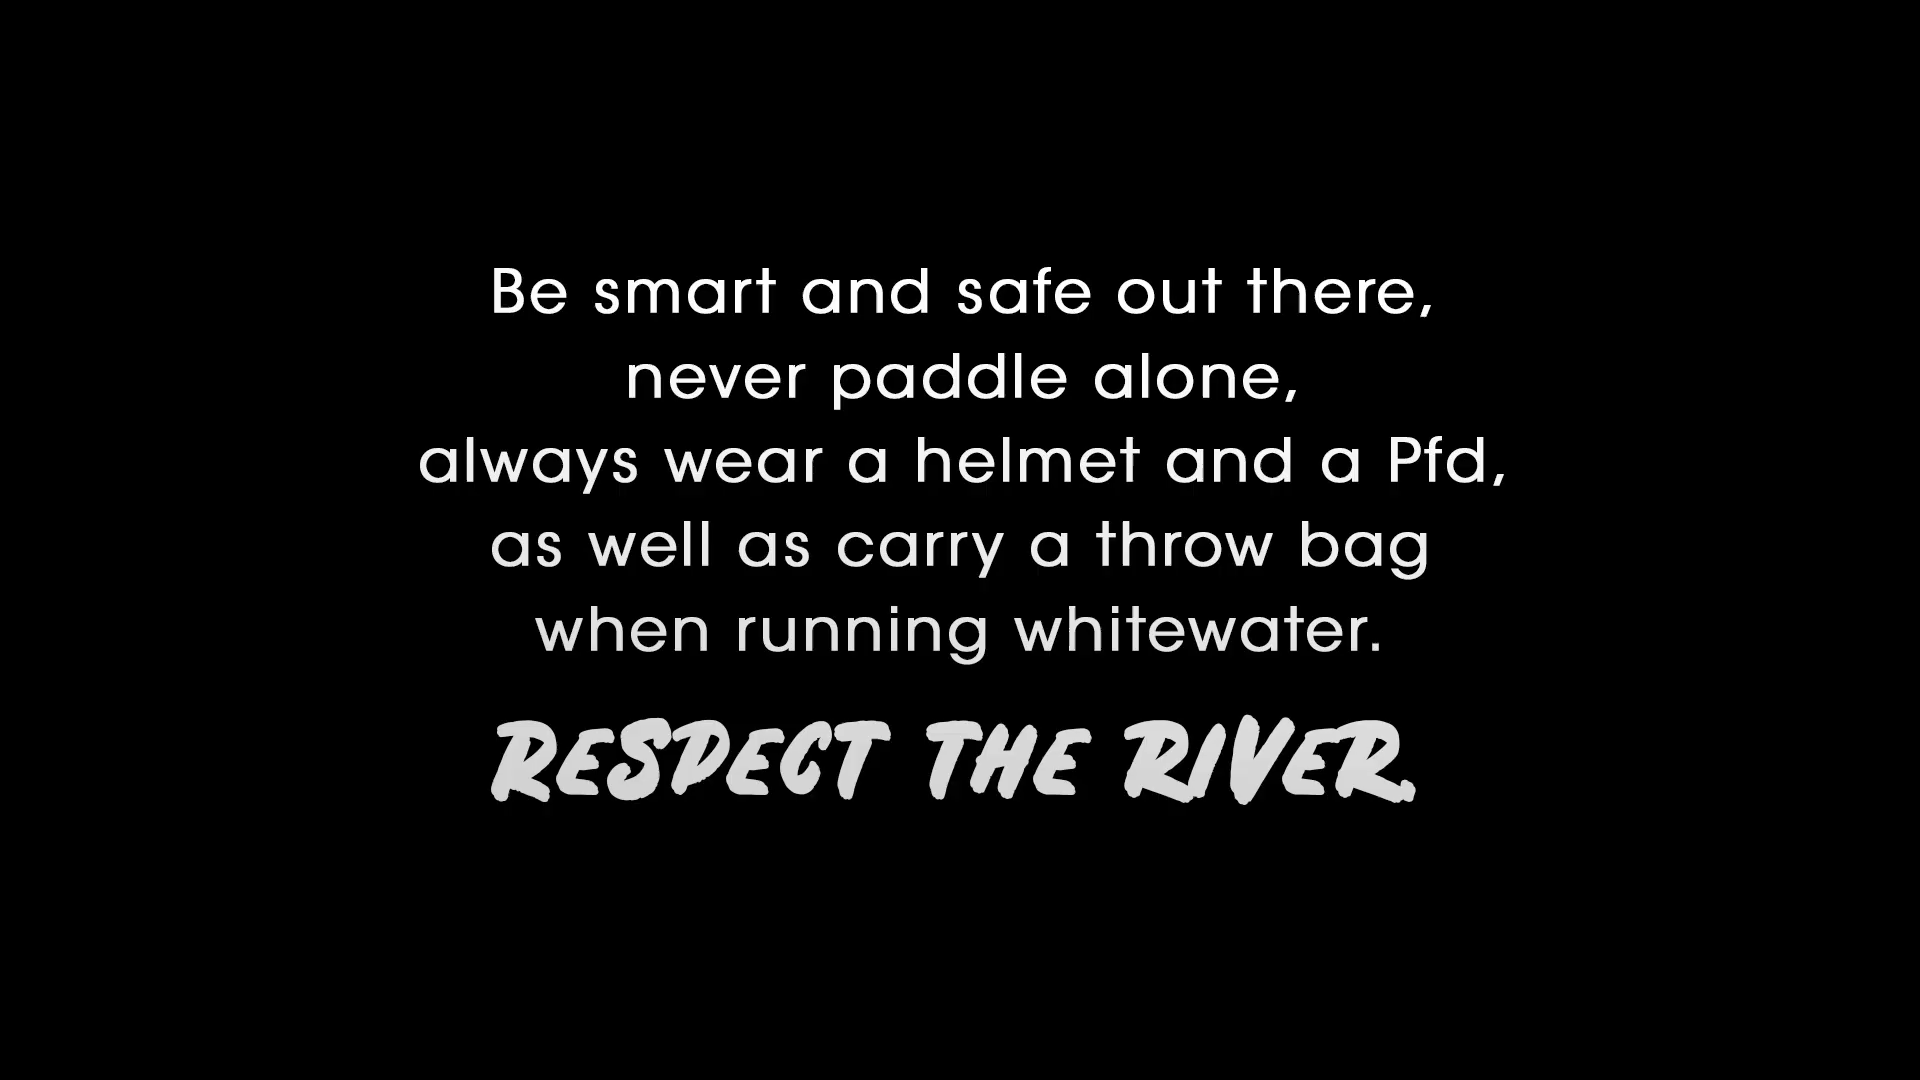 Be smart and safe out there,
never paddle alone,
always wear a helmet and a Pfd,
as well as carry a throw bag
when running whitewater.
RESPECT THE RIVER.